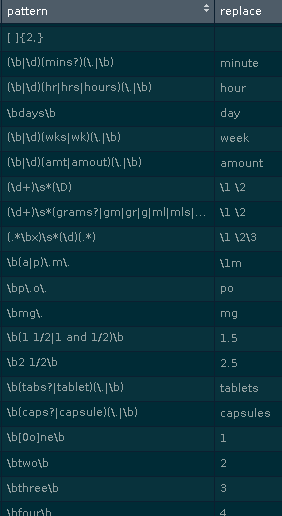 pattern replace
[ ]{2,}
(\b|\d)(mins?)(\.|\b) minute
(\b|\d)(hr|hrs|hours)(\.|\b) hour
\bdays\b day
(\b|\d)(wks|wk)(\.|\b) week
(\b|\d)(amt|amout)(\.|\b) amount
(\d+)\s*(\D) \1 \2
(\d+)\s*(grams?|gm|gr|g|ml|mls|... \1 \2
(.*\bx)\s*(\d)(.*) \1 \2\3
\b(a|p)\.m\. \1m
\bp\.o\. po
\bmg\. mg
\b(1 1/2|1 and 1/2)\b 1.5
\b2 1/2\b 2.5
\b(tabs?|tablet)(\.|\b) tablets
\b(caps?|capsule)(\.|\b) capsules
\b[0o]ne\b 1
\btwo\b 2
\bthree\b 3
\bfour\b 4